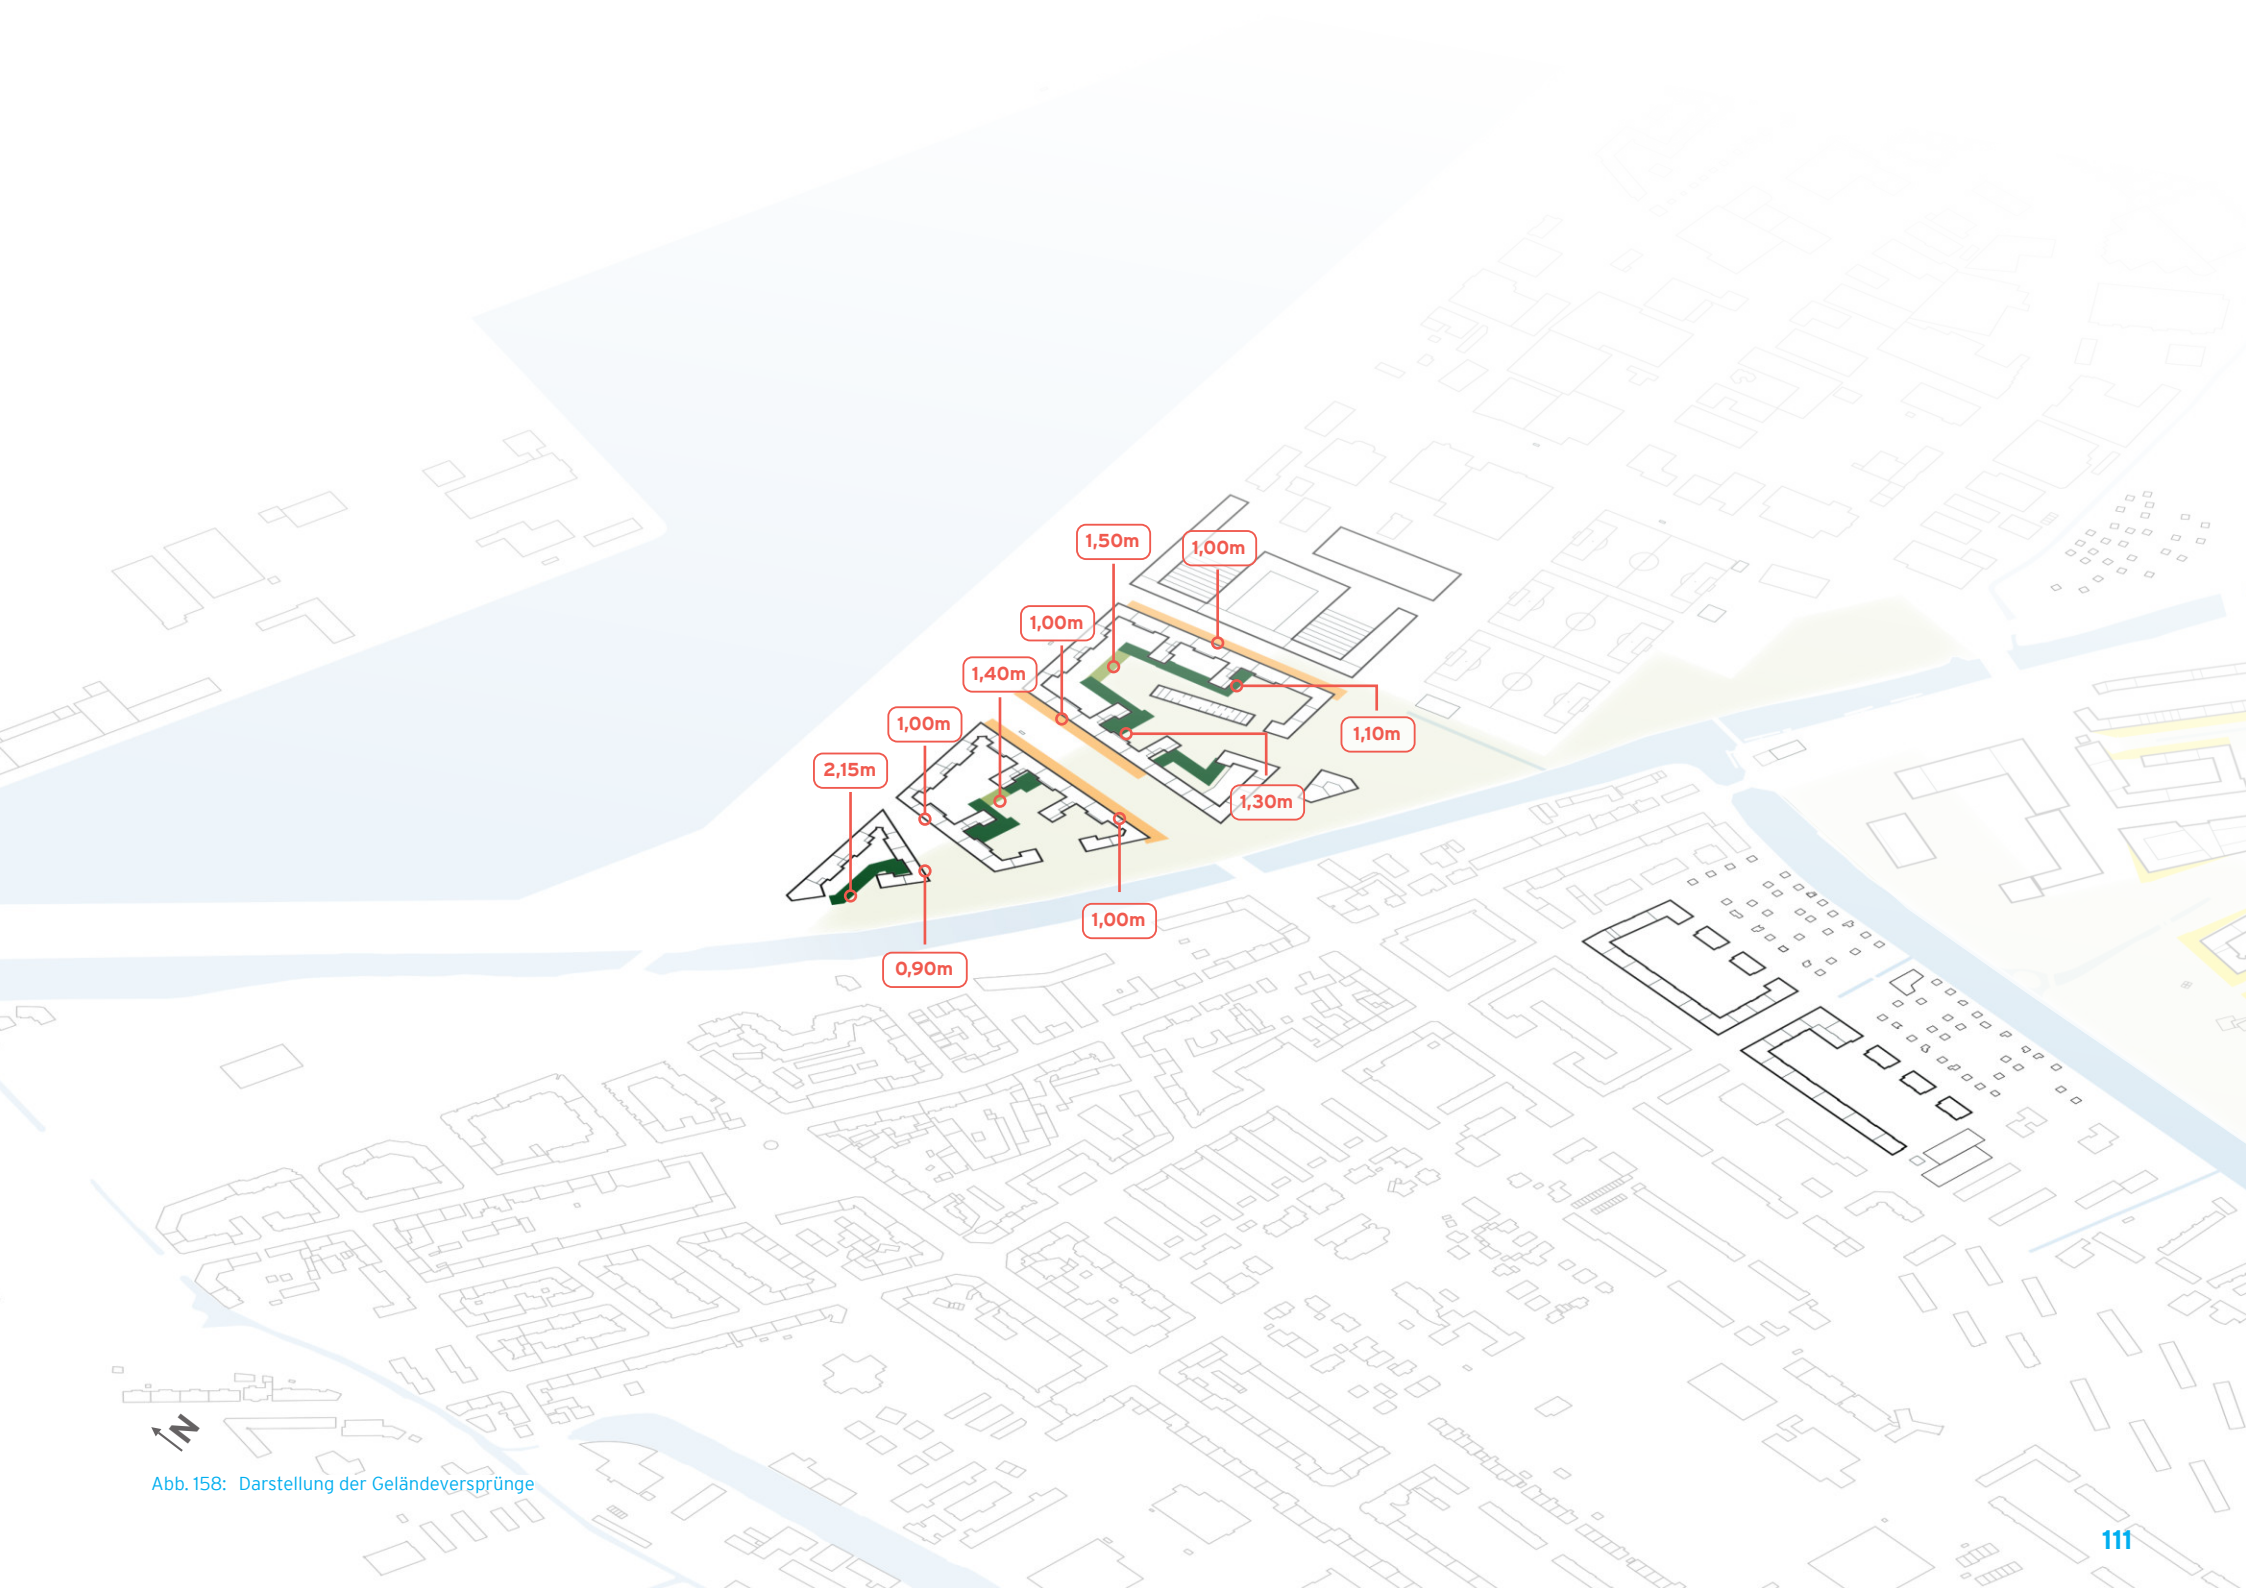 1,50m
1,00m
1,00m
1,40m
1,00m
1,10m
2,15m
1,30m
1,00m
0,90m
N
Abb. 158: Darstellung der Geländeversprünge
111